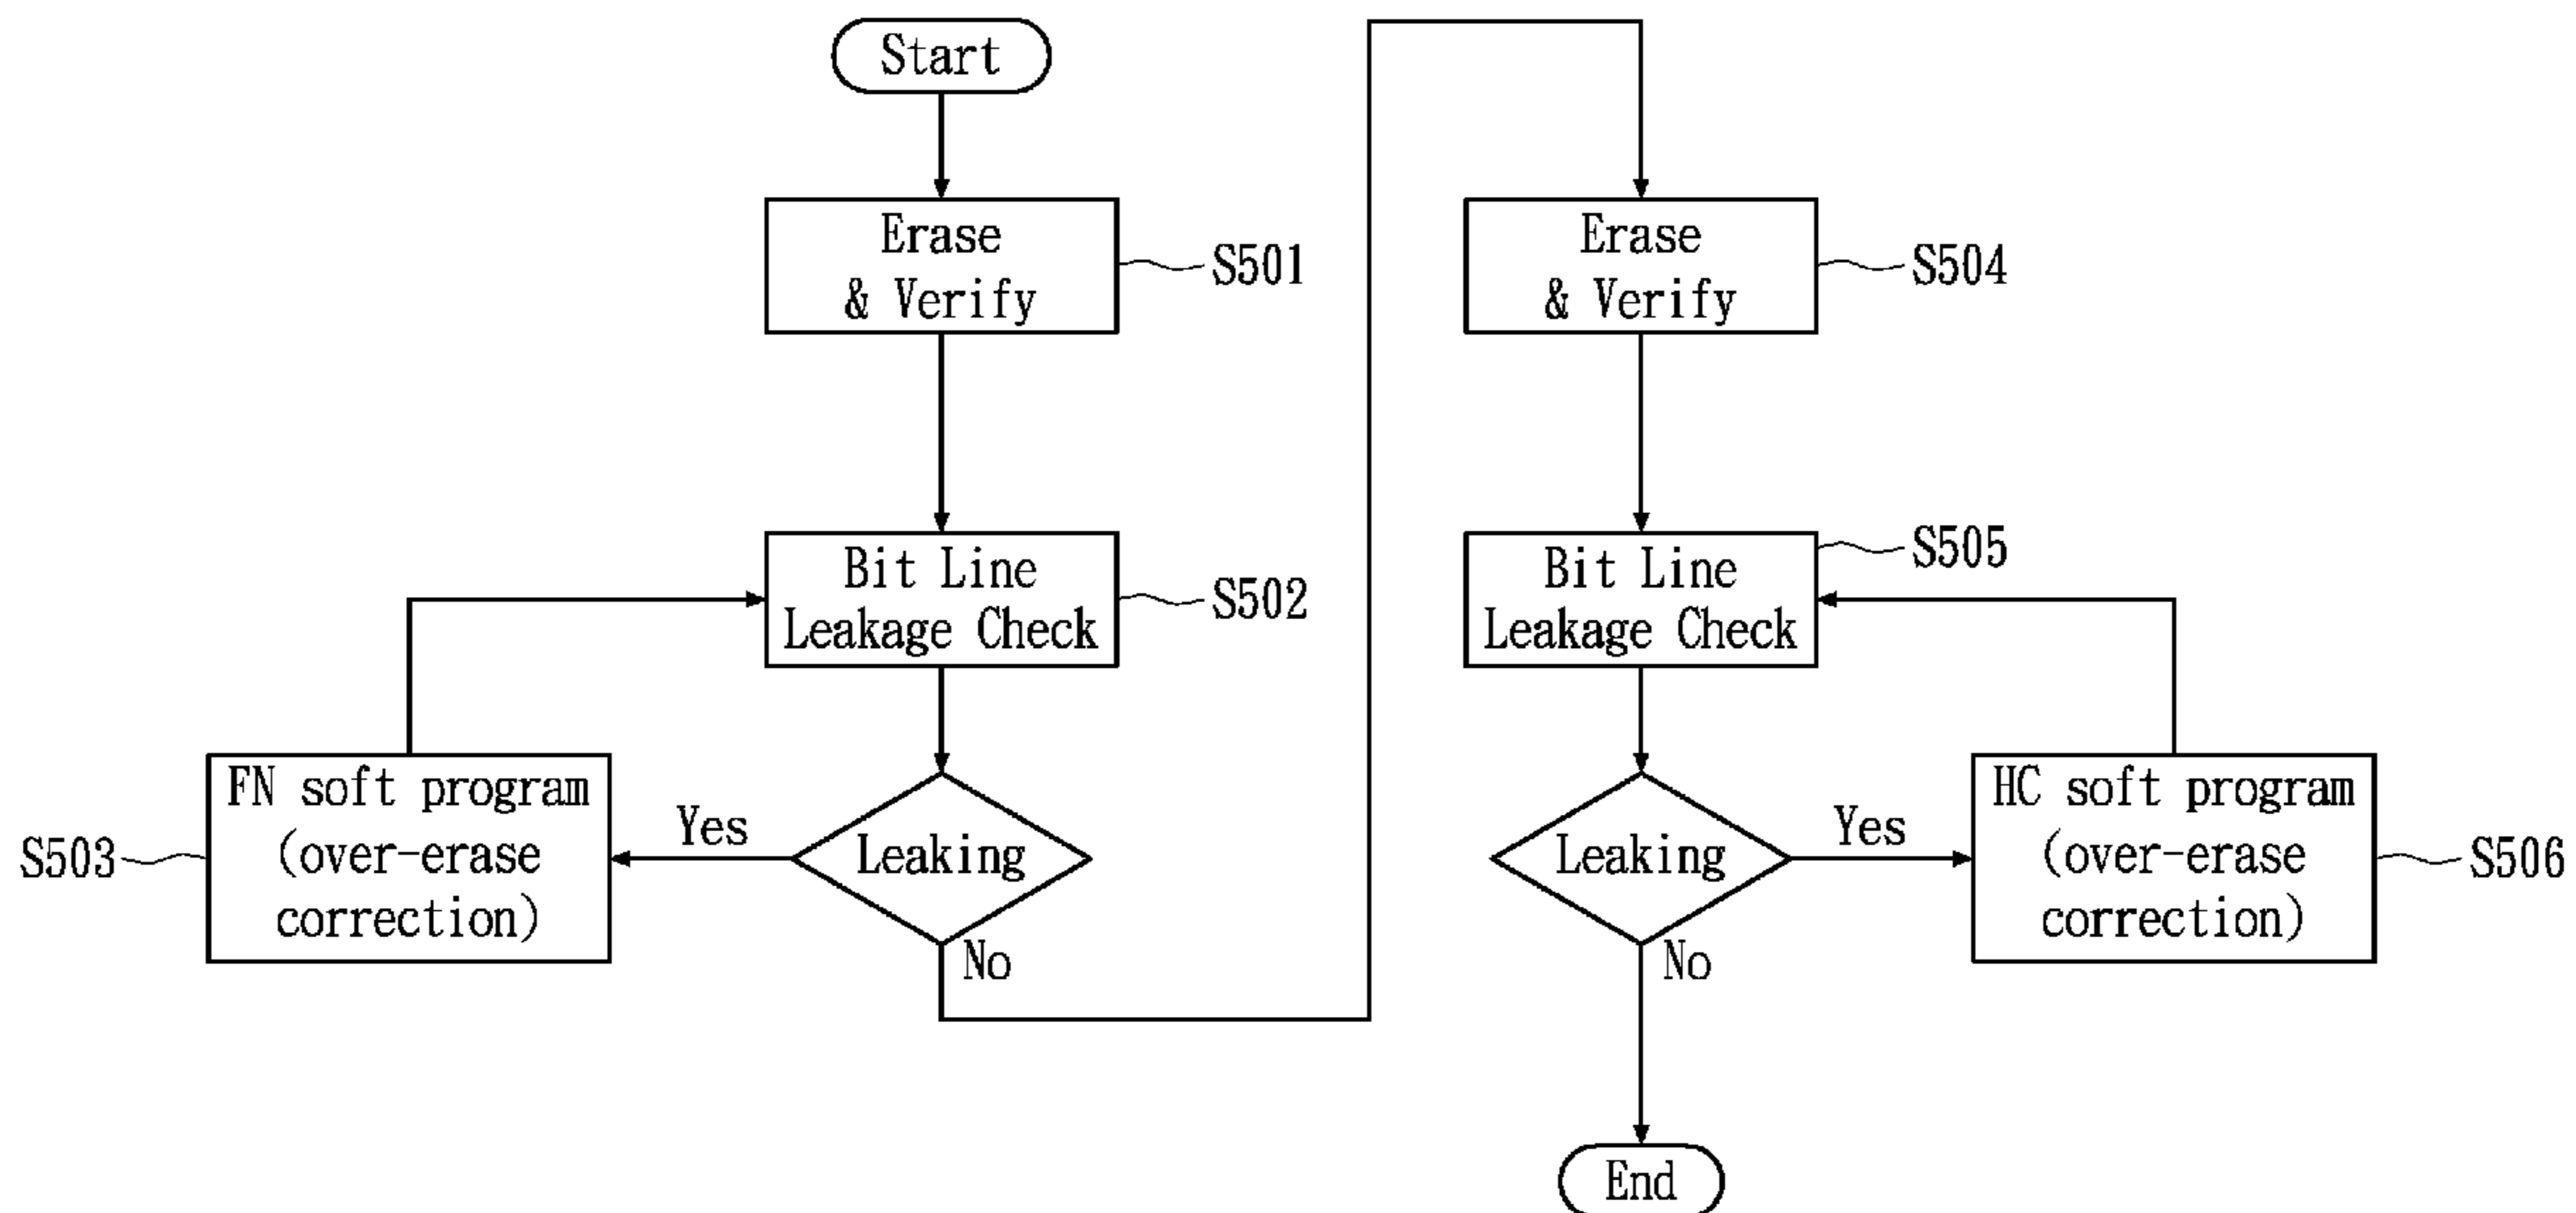 Start
Erase
& Verify
S501
Bit Line
Leakage Check
S502
Leaking
Yes
No
FN soft program
(over-erase
correction)
S503
Erase
& Verify
S504
Bit Line
Leakage Check
S505
Leaking
Yes
No
HC soft program
(over-erase
correction)
S506
End